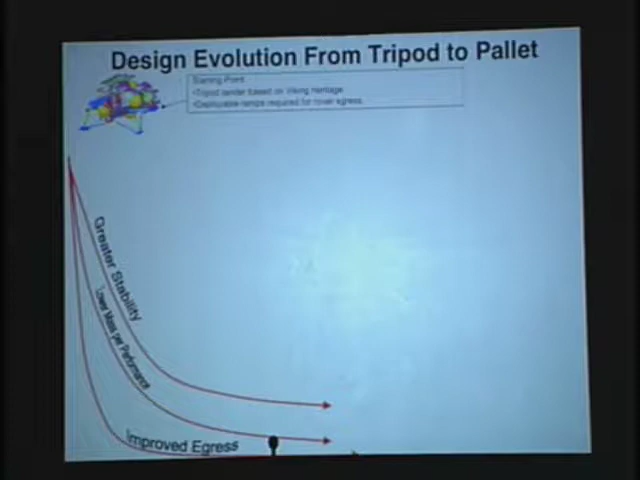 Design Evolution From Tripod to Pallet
Starting Point:
•Tripod lander based on Viking heritage
•Deployable ramps required for rover egress
Greater Stability
Lower Mass per Performance
Improved Egress